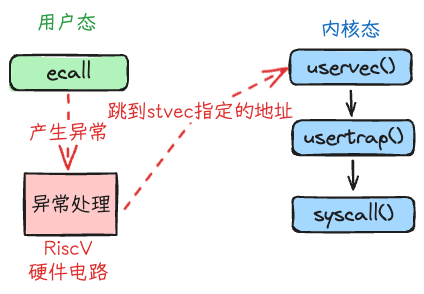 用户态
ecall
产生异常
异常处理
RiscV
硬件电路
跳到stvec指定的地址
内核态
uservec()
usertrap()
syscall()